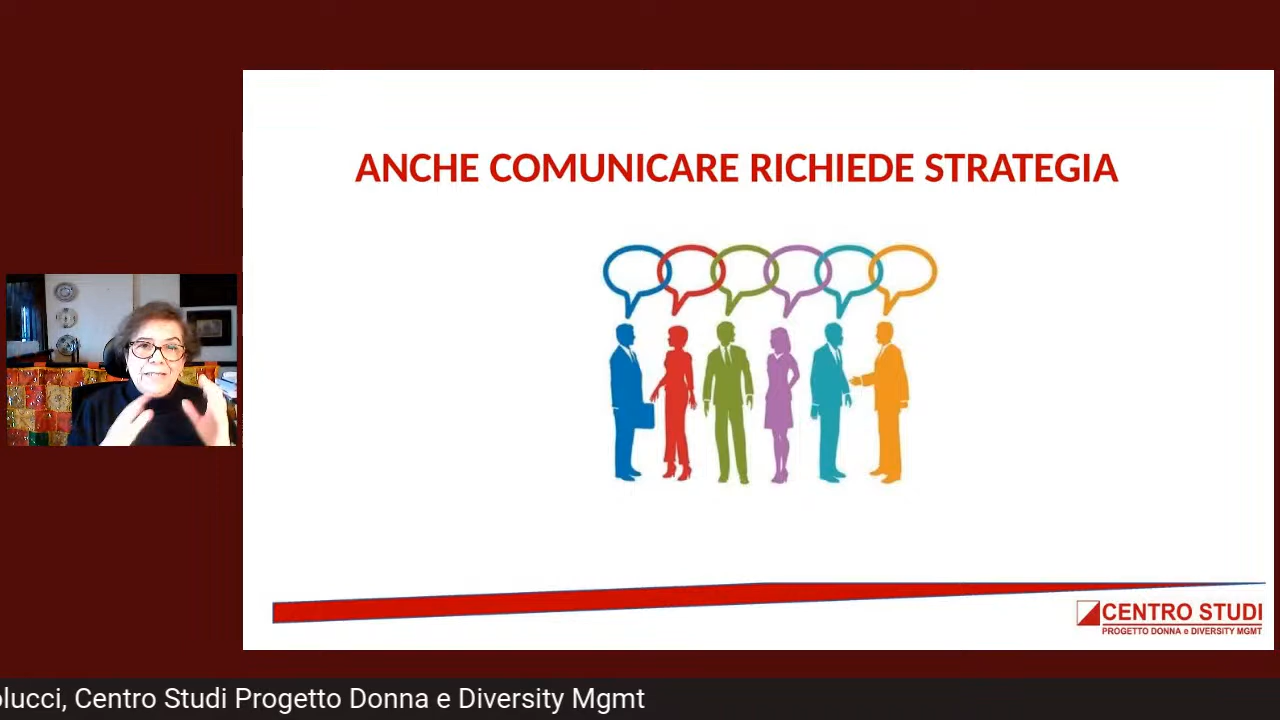 ANCHE COMUNICARE RICHIEDE STRATEGIA
CENTRO STUDI
PROGETTO DONNA e DIVERSITY MGMT
olucci, Centro Studi Progetto Donna e Diversity Mgmt